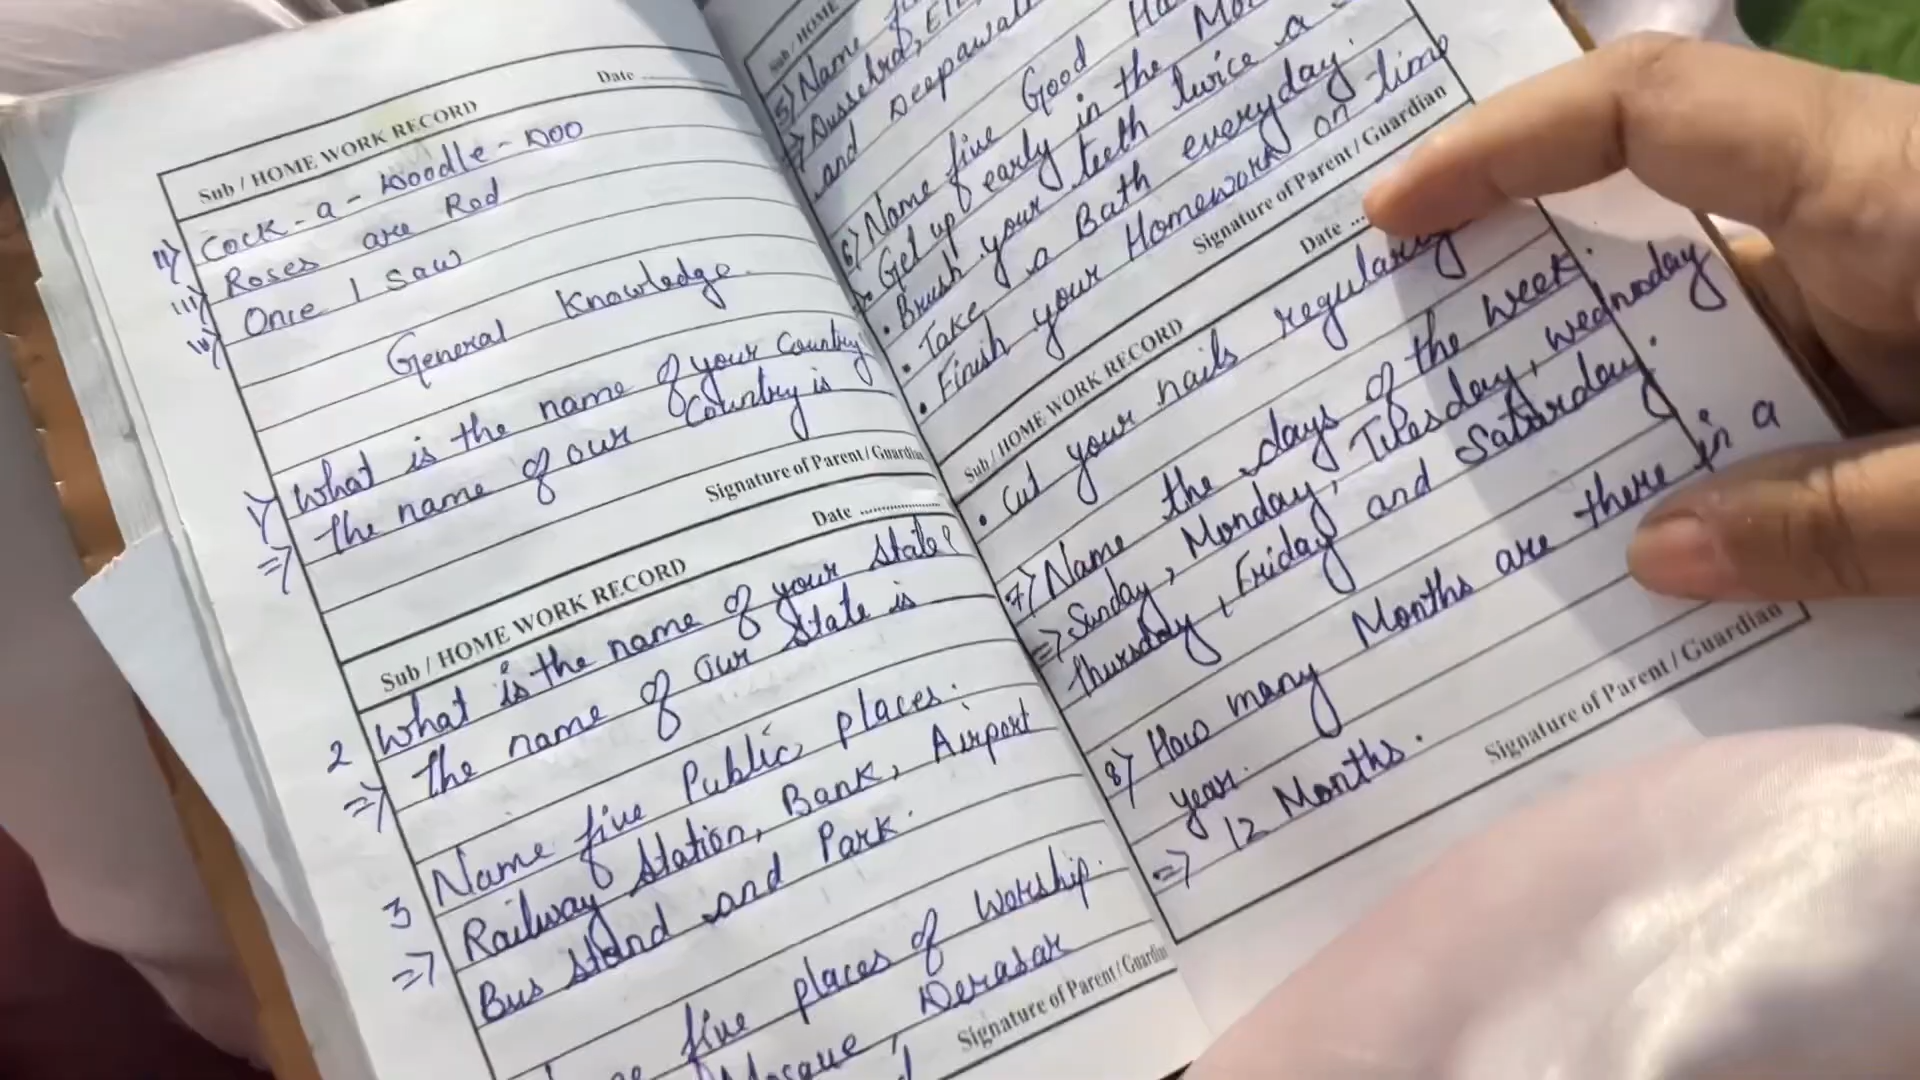 Date
Sub / HOME WORK RECORD
ii) Cock - a - Doodle - Doo
iii) Roses are Red
iv) Once I saw
General Knowledge.
1) What is the name of your Country?
=> The name of our Country is
Signature of Parent / Guardian
Date
Sub / HOME WORK RECORD
2 What is the name of your State?
=> The name of our State is
3 Name five Public places.
=> Railway Station, Bank, Airport
Bus Stand and Park.
five places of Worship.
Mosque, Derasar
Signature of Parent / Guardian
Sub / HOME
5) Name
=> Dussehra,
and Deepawali
6) Name five Good
• Get up early in the
• Brush your teeth twice a
• Take a Bath everyday.
• Finish your Homework on time
Signature of Parent / Guardian
Date
Sub / HOME WORK RECORD
• Cut your nails regularly
7) Name the days of the Week.
=> Sunday, Monday, Tuesday, Wednesday
Thursday, Friday and Saturday.
8) How many Months are there in a
year.
=> 12 Months.
Signature of Parent / Guardian